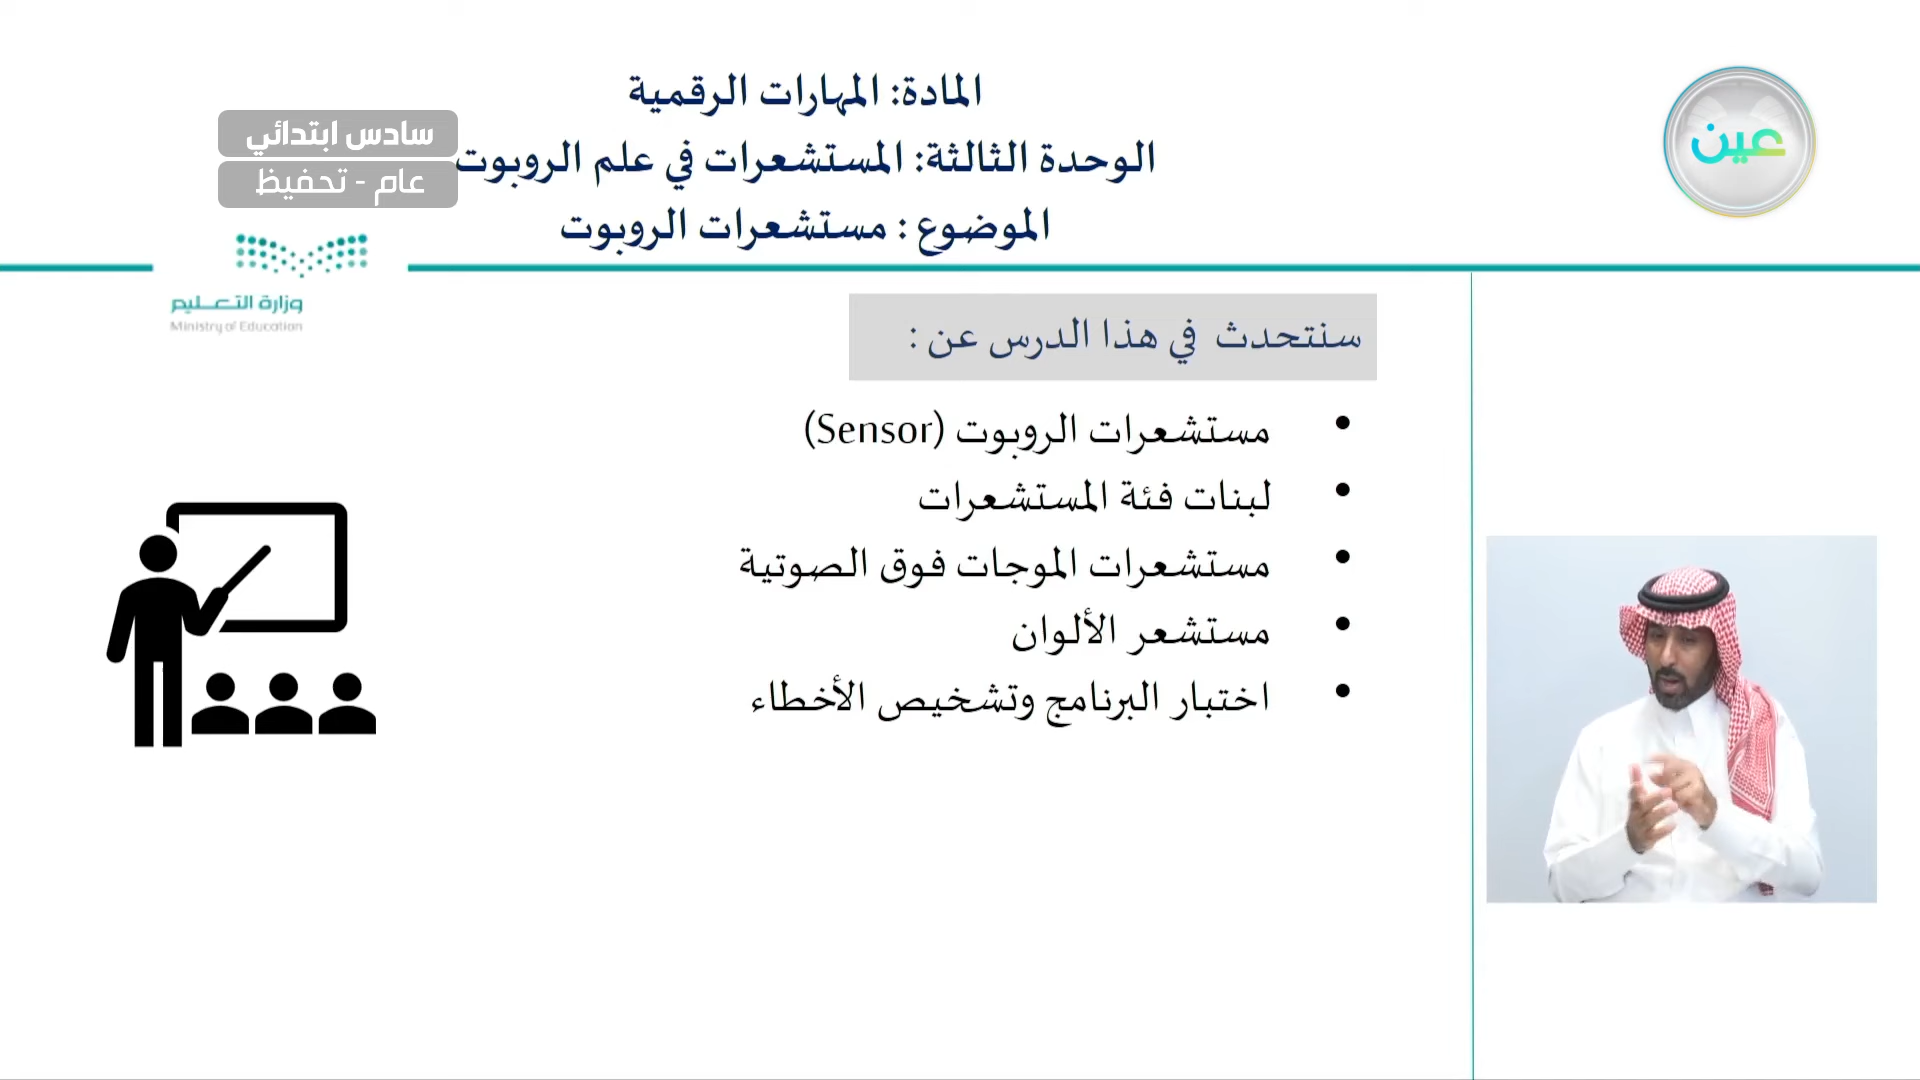 المادة: المهارات الرقمية
الوحدة الثالثة: المستشعرات في علم الروبوت
الموضوع : مستشعرات الروبوت
عين
سادس ابتدائي
عام - تحفيظ
وزارة التعليم
Ministry of Education
سنتحدث في هذا الدرس عن :
• مستشعرات الروبوت (Sensor)
• لبنات فئة المستشعرات
• مستشعرات الموجات فوق الصوتية
• مستشعر الألوان
• اختبار البرنامج وتشخيص الأخطاء